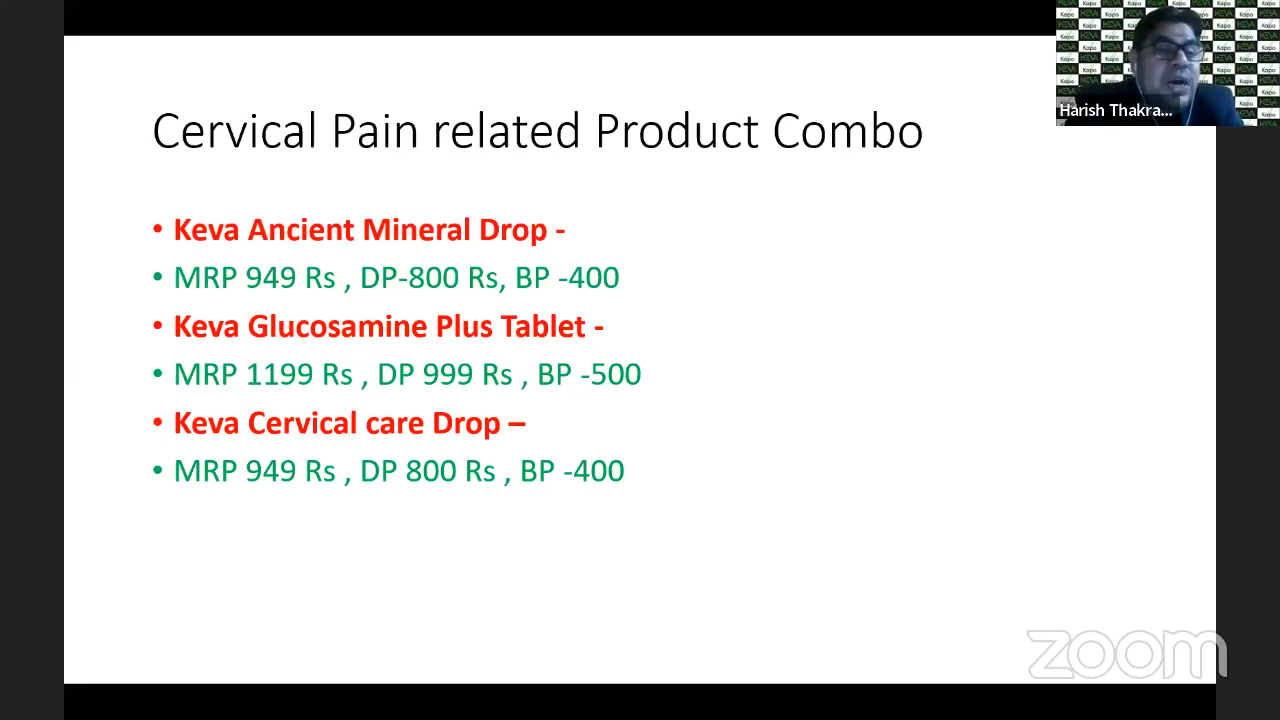 Cervical Pain related Product Combo
• Keva Ancient Mineral Drop -
• MRP 949 Rs , DP-800 Rs, BP -400
• Keva Glucosamine Plus Tablet -
• MRP 1199 Rs , DP 999 Rs , BP -500
• Keva Cervical care Drop –
• MRP 949 Rs , DP 800 Rs , BP -400
Harish Thakra...
zoom